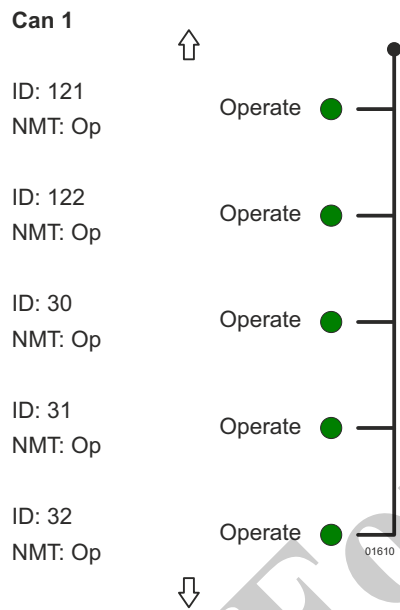 Can 1
ID: 121
NMT: Op
Operate
ID: 122
NMT: Op
Operate
ID: 30
NMT: Op
Operate
ID: 31
NMT: Op
Operate
ID: 32
NMT: Op
Operate
01610